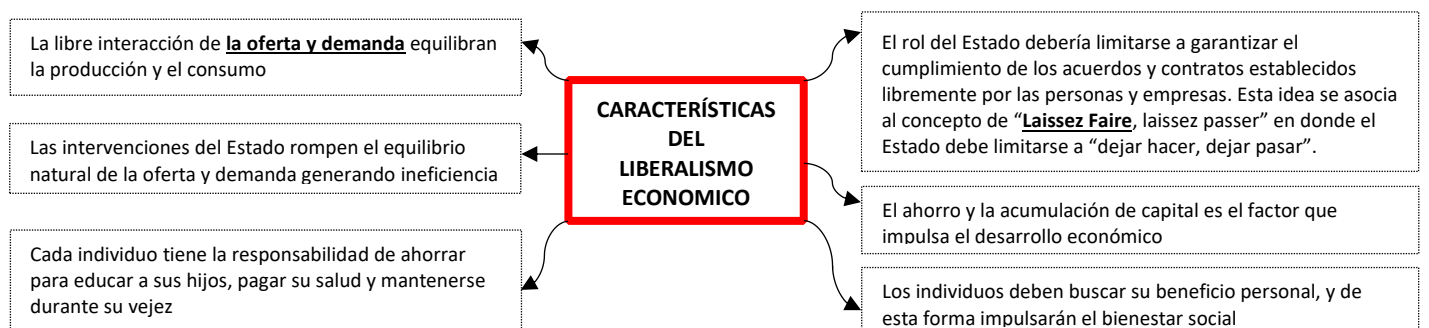 La libre interacción de la oferta y demanda equilibran
la producción y el consumo
Las intervenciones del Estado rompen el equilibrio
natural de la oferta y demanda generando ineficiencia
Cada individuo tiene la responsabilidad de ahorrar
para educar a sus hijos, pagar su salud y mantenerse
durante su vejez
CARACTERÍSTICAS
DEL
LIBERALISMO
ECONOMICO
El rol del Estado debería limitarse a garantizar el
cumplimiento de los acuerdos y contratos establecidos
libremente por las personas y empresas. Esta idea se asocia
al concepto de “Laissez Faire, laissez passer” en donde el
Estado debe limitarse a “dejar hacer, dejar pasar”.
El ahorro y la acumulación de capital es el factor que
impulsa el desarrollo económico
Los individuos deben buscar su beneficio personal, y de
esta forma impulsarán el bienestar social